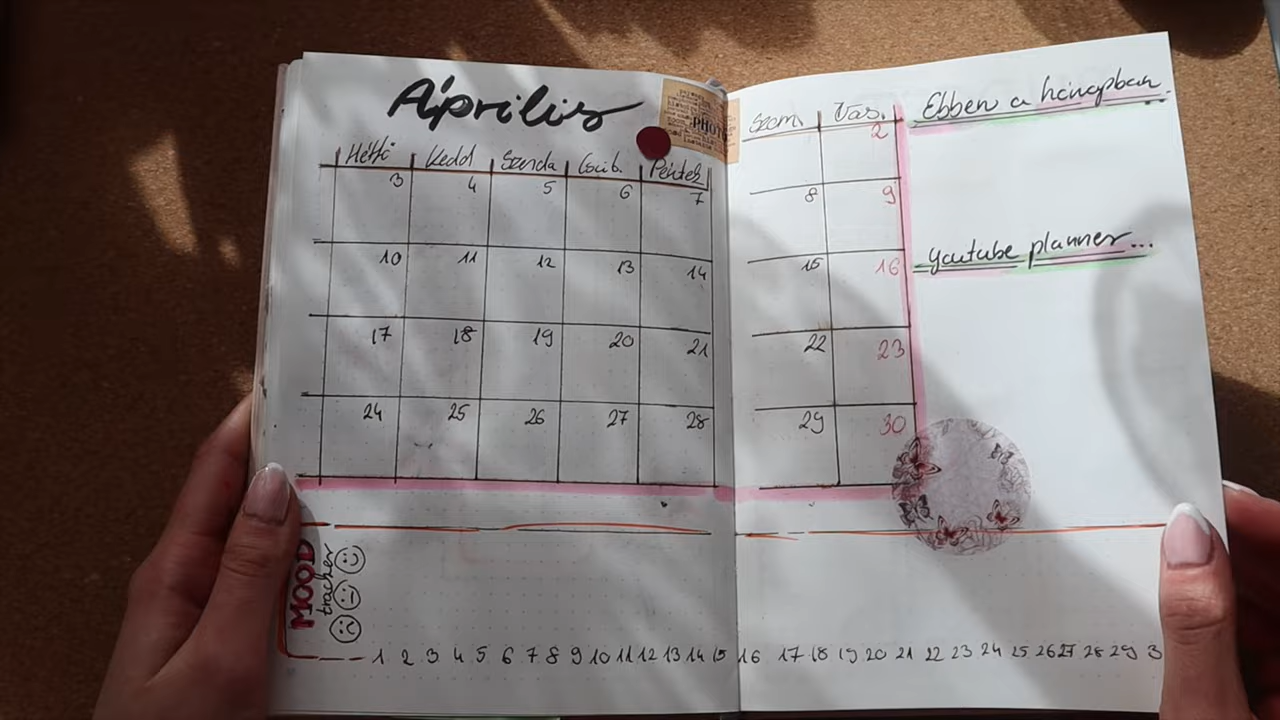 Április
PHOTO
Hétfő Kedd Szerda Csüt. Péntek Szom. Vas.
2
3 4 5 6 7 8 9
10 11 12 13 14 15 16
17 18 19 20 21 22 23
24 25 26 27 28 29 30
Ebben a hónapban...
youtube planner...
MOOD
tracker
1 2 3 4 5 6 7 8 9 10 11 12 13 14 15 16 17 18 19 20 21 22 23 24 25 26 27 28 29 3